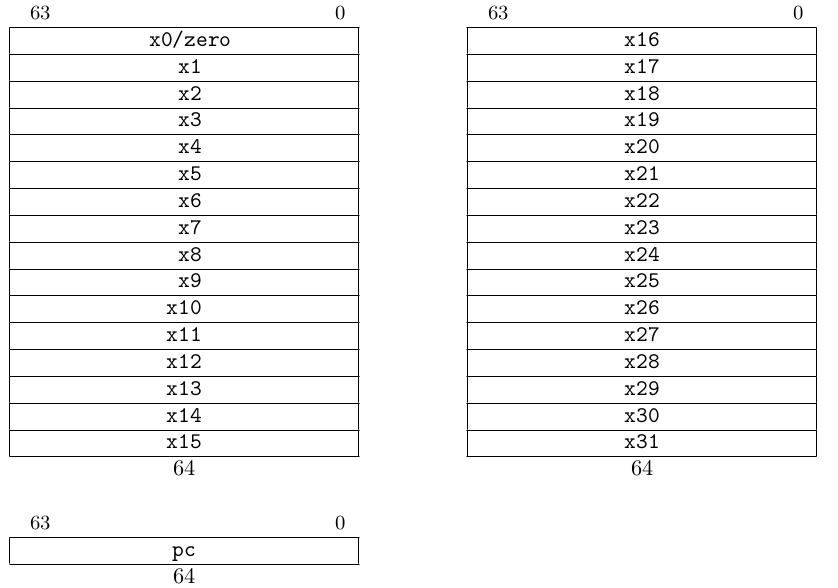 63 0
x0/zero
x1
x2
x3
x4
x5
x6
x7
x8
x9
x10
x11
x12
x13
x14
x15
64
63 0
x16
x17
x18
x19
x20
x21
x22
x23
x24
x25
x26
x27
x28
x29
x30
x31
64
63 0
pc
64